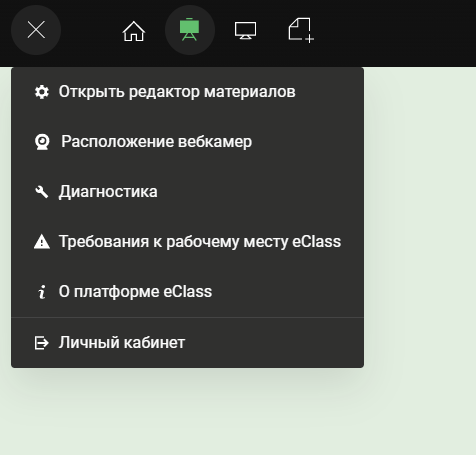 Открыть редактор материалов
Расположение вебкамер
Диагностика
Требования к рабочему месту eClass
О платформе eClass
Личный кабинет